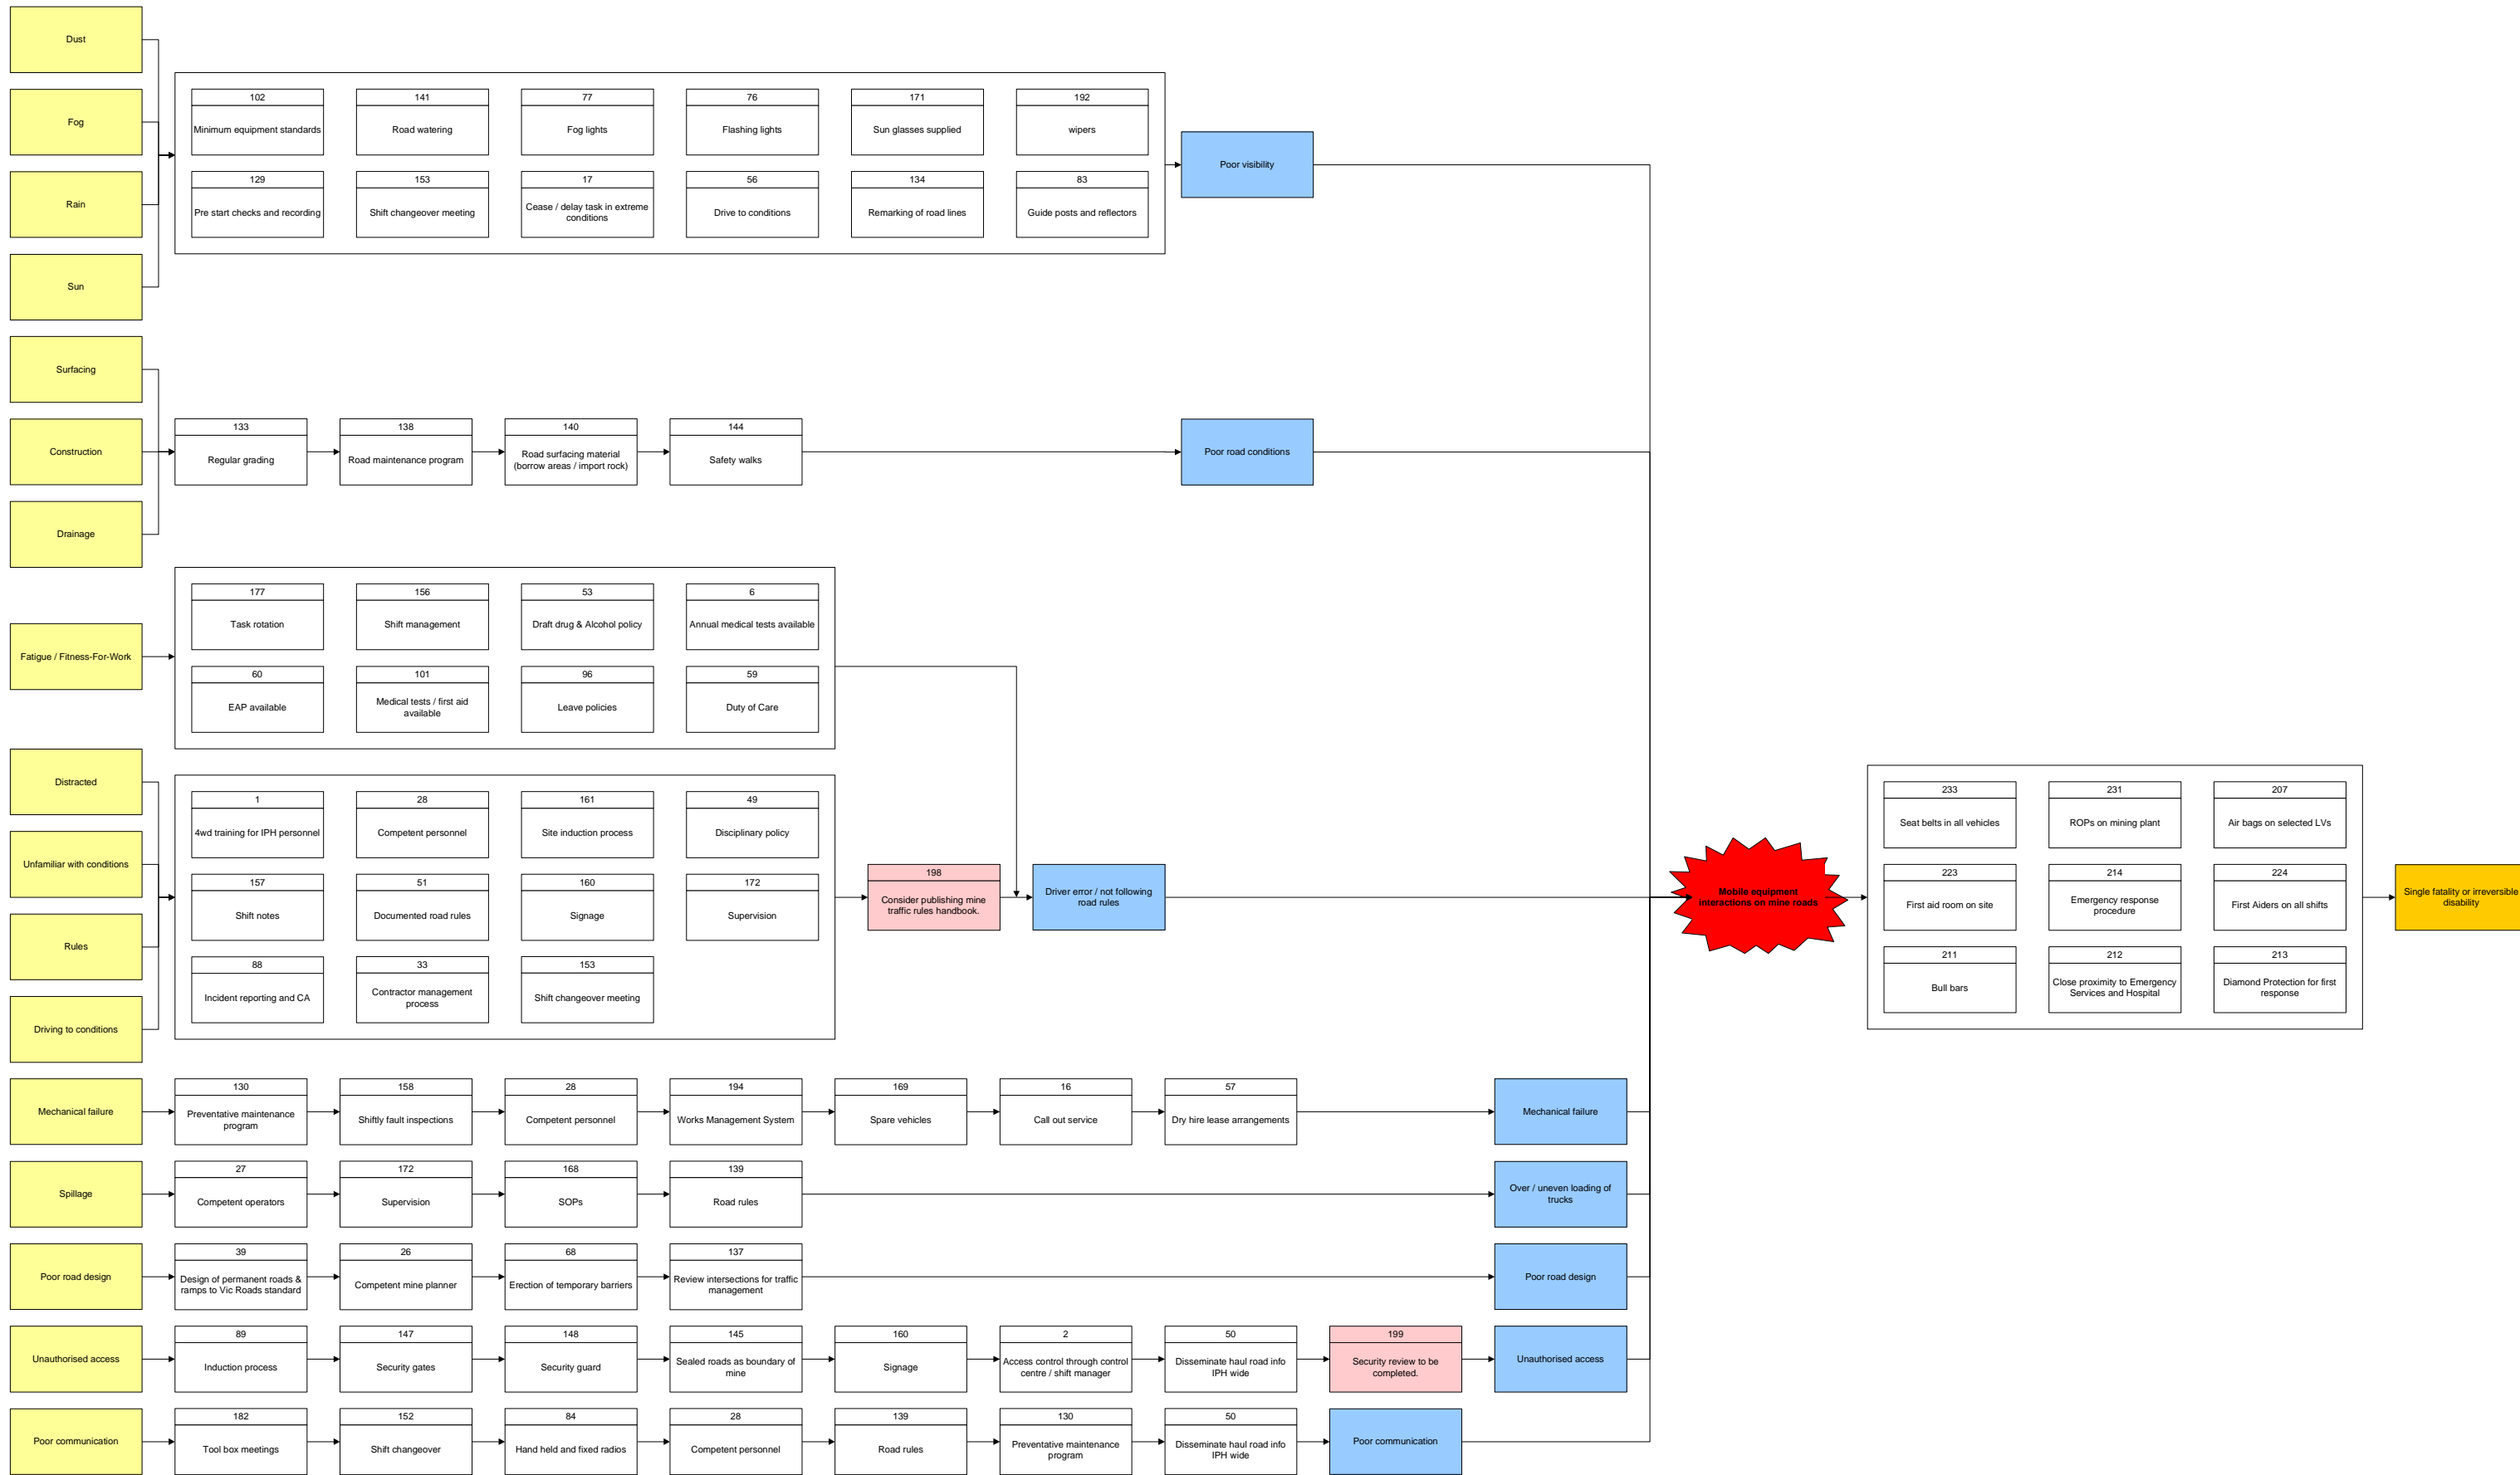 Dust
Fog
Rain
Sun
102
Minimum equipment standards
141
Road watering
77
Fog lights
76
Flashing lights
171
Sun glasses supplied
192
wipers
129
Pre start checks and recording
153
Shift changeover meeting
17
Cease / delay task in extreme
conditions
56
Drive to conditions
134
Remarking of road lines
83
Guide posts and reflectors
Poor visibility
Surfacing
Construction
Drainage
133
Regular grading
138
Road maintenance program
140
Road surfacing material
(borrow areas / import rock)
144
Safety walks
Poor road conditions
Fatigue / Fitness-For-Work
177
Task rotation
156
Shift management
53
Draft drug & Alcohol policy
6
Annual medical tests available
60
EAP available
101
Medical tests / first aid
available
96
Leave policies
59
Duty of Care
Distracted
Unfamiliar with conditions
Rules
Driving to conditions
1
4wd training for IPH personnel
28
Competent personnel
161
Site induction process
49
Disciplinary policy
157
Shift notes
51
Documented road rules
160
Signage
172
Supervision
88
Incident reporting and CA
33
Contractor management
process
153
Shift changeover meeting
198
Consider publishing mine
traffic rules handbook.
Driver error / not following
road rules
Mobile equipment
interactions on mine roads
233
Seat belts in all vehicles
231
ROPs on mining plant
207
Air bags on selected LVs
223
First aid room on site
214
Emergency response
procedure
224
First Aiders on all shifts
211
Bull bars
212
Close proximity to Emergency
Services and Hospital
213
Diamond Protection for first
response
Single fatality or irreversible
disability
Mechanical failure
130
Preventative maintenance
program
158
Shiftly fault inspections
28
Competent personnel
194
Works Management System
169
Spare vehicles
16
Call out service
57
Dry hire lease arrangements
Mechanical failure
Spillage
27
Competent operators
172
Supervision
168
SOPs
139
Road rules
Over / uneven loading of
trucks
Poor road design
39
Design of permanent roads &
ramps to Vic Roads standard
26
Competent mine planner
68
Erection of temporary barriers
137
Review intersections for traffic
management
Poor road design
Unauthorised access
89
Induction process
147
Security gates
148
Security guard
145
Sealed roads as boundary of
mine
160
Signage
2
Access control through control
centre / shift manager
50
Disseminate haul road info
IPH wide
199
Security review to be
completed.
Unauthorised access
Poor communication
182
Tool box meetings
152
Shift changeover
84
Hand held and fixed radios
28
Competent personnel
139
Road rules
130
Preventative maintenance
program
50
Disseminate haul road info
IPH wide
Poor communication